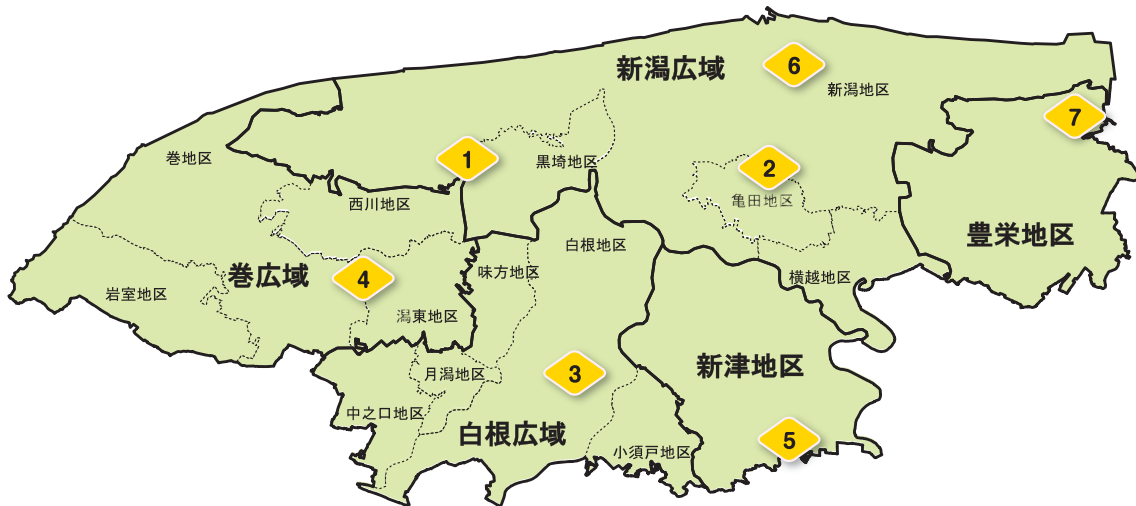 新潟広域
6
新潟地区
7
巻地区
1
黒埼地区
2
西川地区
亀田地区
豊栄地区
白根地区
味方地区
巻広域
4
横越地区
岩室地区
潟東地区
新津地区
月潟地区
3
中之口地区
白根広域
5
小須戸地区